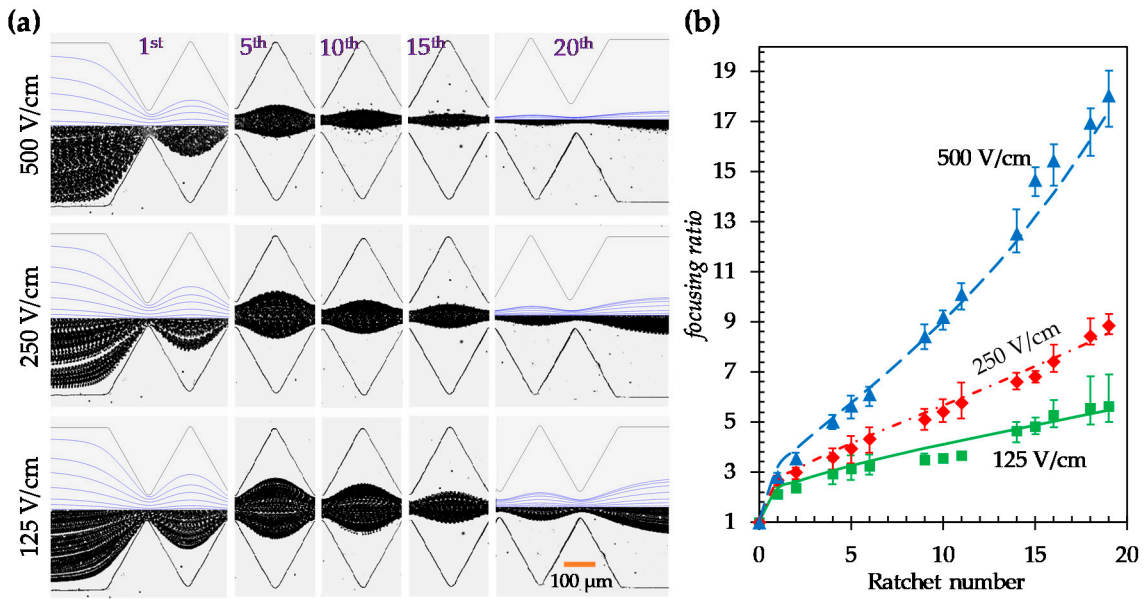 (a)
1st 5th 10th 15th 20th
500 V/cm
250 V/cm
125 V/cm
100 µm
(b)
focusing ratio
19
17
15
13
11
9
7
5
3
1
500 V/cm
250 V/cm
125 V/cm
0 5 10 15 20
Ratchet number